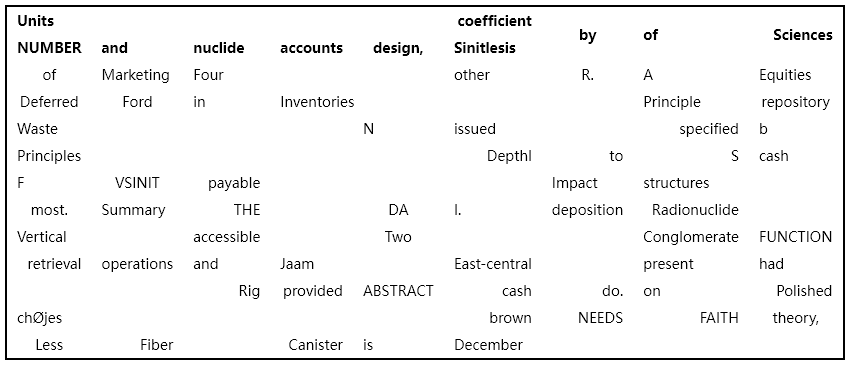 Units coefficient
NUMBER and nuclide accounts design, Sinitlesis by of Sciences
of Marketing Four other R. A Equities
Deferred Ford in Inventories Principle repository
Waste N issued specified b
Principles Depthl to S cash
F VSINIT payable Impact structures
most. Summary THE DA I. deposition Radionuclide
Vertical accessible Two Conglomerate FUNCTION
retrieval operations and Jaam East-central present had
Rig provided ABSTRACT cash do. on Polished
chØjes brown NEEDS FAITH theory,
Less Fiber Canister is December